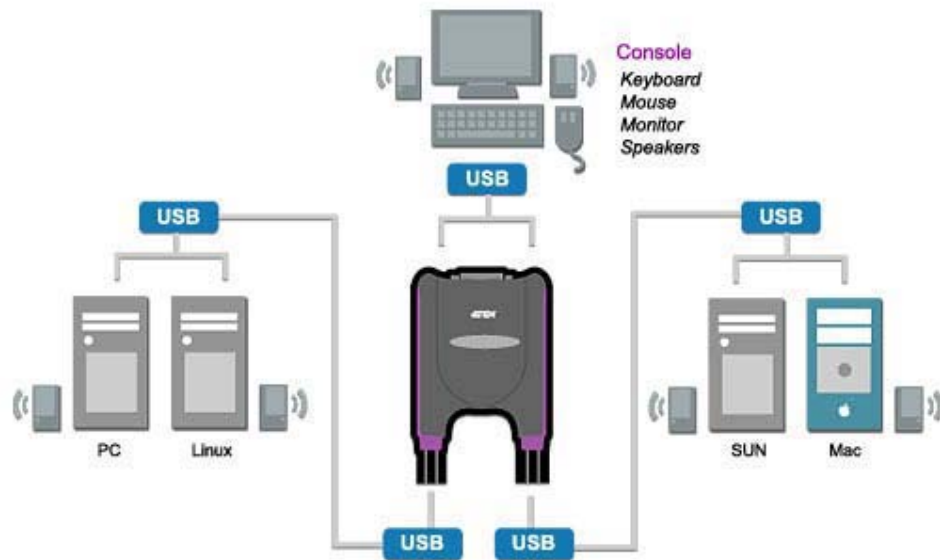 Console
Keyboard
Mouse
Monitor
Speakers
USB
USB
USB
ATEN
PC
Linux
SUN
Mac
USB
USB